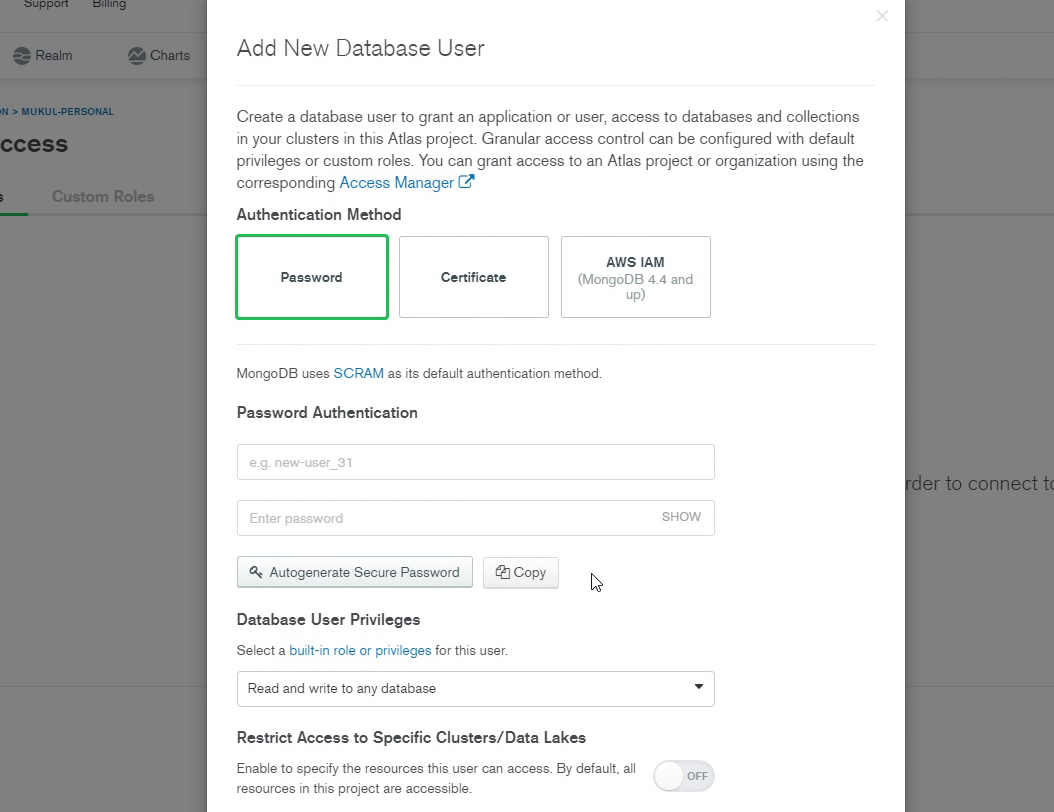 Support Billing
Realm Charts
ON > MUKUL-PERSONAL
ccess
s Custom Roles
Add New Database User
Create a database user to grant an application or user, access to databases and collections
in your clusters in this Atlas project. Granular access control can be configured with default
privileges or custom roles. You can grant access to an Atlas project or organization using the
corresponding Access Manager
Authentication Method
Password
Certificate
AWS IAM
(MongoDB 4.4 and
up)
MongoDB uses SCRAM as its default authentication method.
Password Authentication
e.g. new-user_31
rder to connect to
Enter password SHOW
Autogenerate Secure Password Copy
Database User Privileges
Select a built-in role or privileges for this user.
Read and write to any database
Restrict Access to Specific Clusters/Data Lakes
Enable to specify the resources this user can access. By default, all
resources in this project are accessible.
OFF